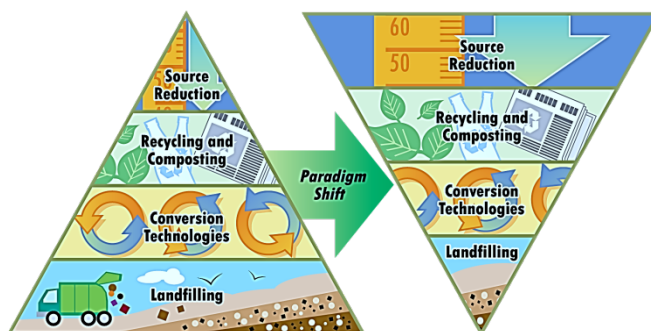 Source
Reduction
Recycling and
Composting
Conversion
Technologies
Landfilling
Paradigm
Shift
60
50
Source
Reduction
Recycling and
Composting
Conversion
Technologies
Landfilling